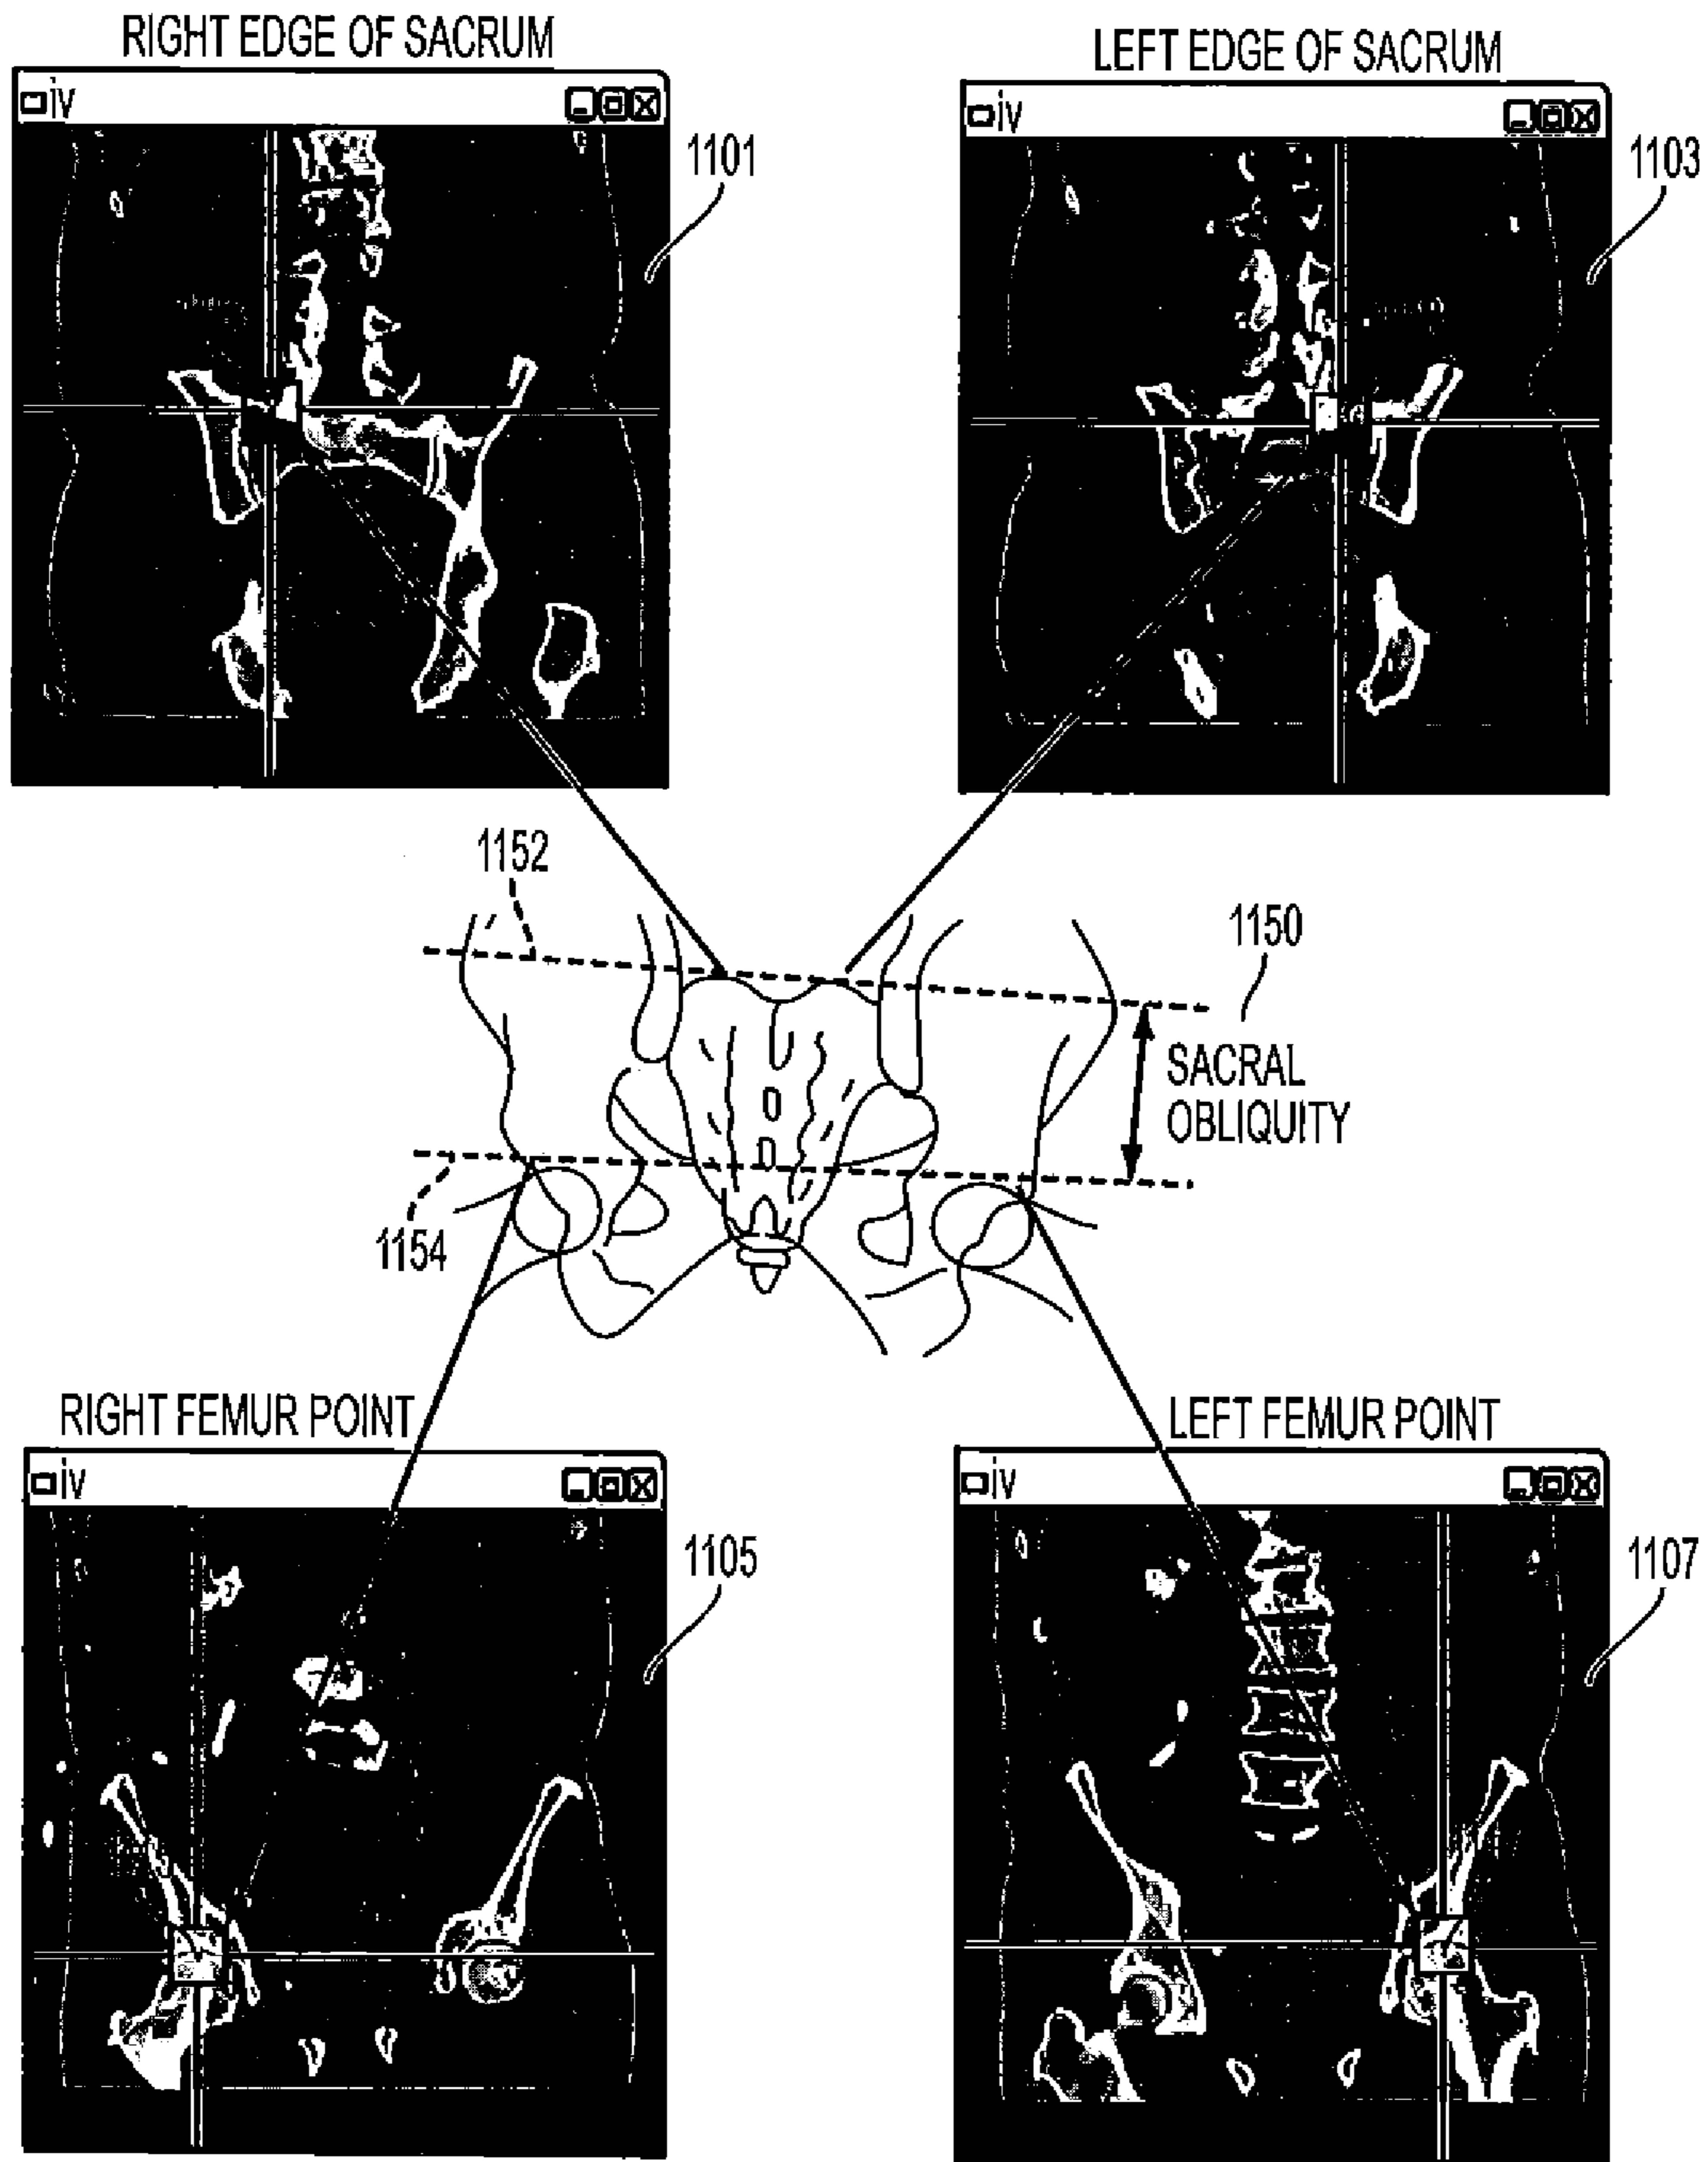 RIGHT EDGE OF SACRUM
LEFT EDGE OF SACRUM
iv
iv
1101
1103
1152
1150
SACRAL
OBLIQUITY
1154
RIGHT FEMUR POINT
LEFT FEMUR POINT
iv
iv
1105
1107